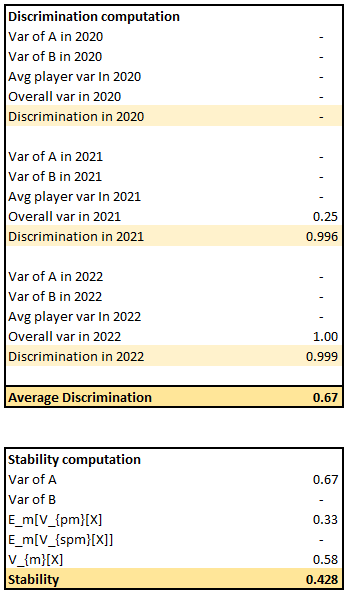 Discrimination computation
Var of A in 2020 -
Var of B in 2020 -
Avg player var In 2020 -
Overall var in 2020 -
Discrimination in 2020 -
Var of A in 2021 -
Var of B in 2021 -
Avg player var In 2021 -
Overall var in 2021 0.25
Discrimination in 2021 0.996
Var of A in 2022 -
Var of B in 2022 -
Avg player var In 2022 -
Overall var in 2022 1.00
Discrimination in 2022 0.999
Average Discrimination 0.67
Stability computation
Var of A 0.67
Var of B -
E_m[V_{pm}[X] 0.33
E_m[V_{spm}[X]] -
V_{m}[X] 0.58
Stability 0.428